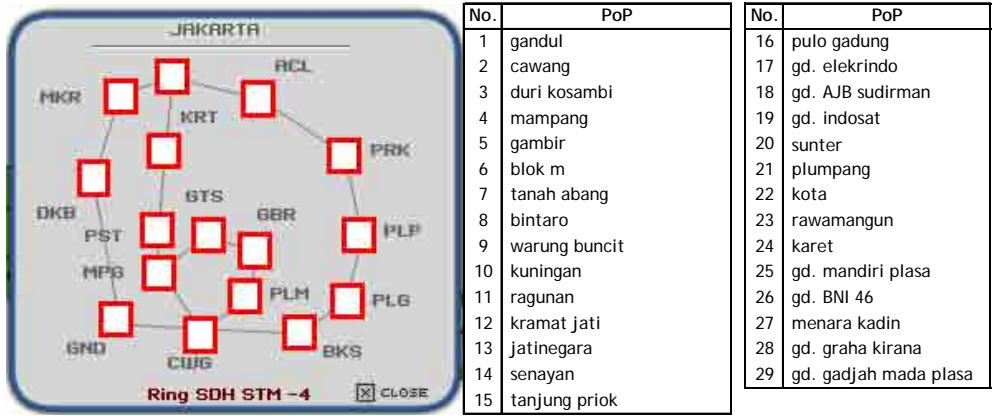 JAKARTA
ACL
MKR
KRT
PRK
GTS
DKB
GBR
PST
PLP
MPG
PLM
PLG
GND
CWG
BKS
Ring SDH STM -4
X CLOSE
No. PoP
1 gandul
2 cawang
3 duri kosambi
4 mampang
5 gambir
6 blok m
7 tanah abang
8 bintaro
9 warung buncit
10 kuningan
11 ragunan
12 kramat jati
13 jatinegara
14 senayan
15 tanjung priok
No. PoP
16 pulo gadung
17 gd. elekrindo
18 gd. AJB sudirman
19 gd. indosat
20 sunter
21 plumpang
22 kota
23 rawamangun
24 karet
25 gd. mandiri plasa
26 gd. BNI 46
27 menara kadin
28 gd. graha kirana
29 gd. gadjah mada plasa